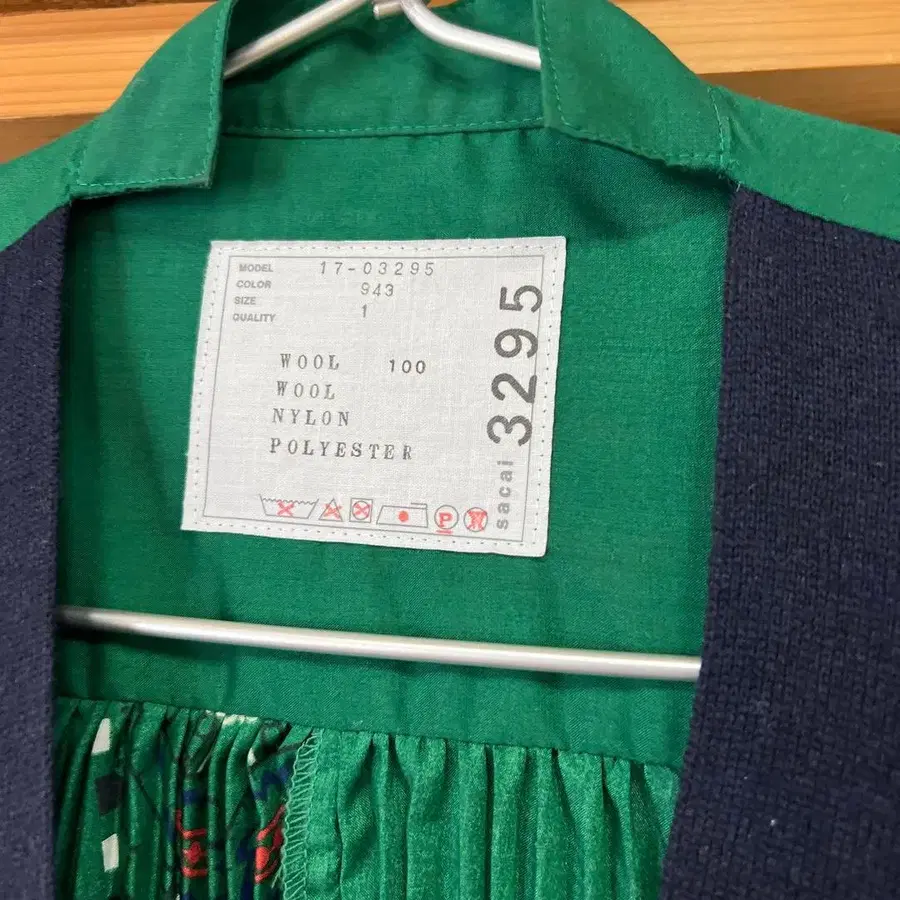 MODEL 17-03295
COLOR 943
SIZE 1
QUALITY
WOOL 100
WOOL
NYLON
POLYESTER
P
sacai 3295